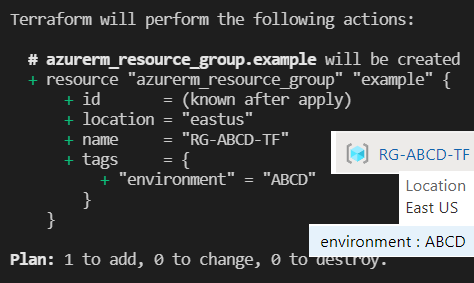 Terraform will perform the following actions:
# azurerm_resource_group.example will be created
+ resource "azurerm_resource_group" "example" {
+ id       = (known after apply)
+ location = "eastus"
+ name     = "RG-ABCD-TF"
+ tags     = {
+ "environment" = "ABCD"
}
}
Plan: 1 to add, 0 to change, 0 to destroy.
RG-ABCD-TF
Location
East US
environment : ABCD